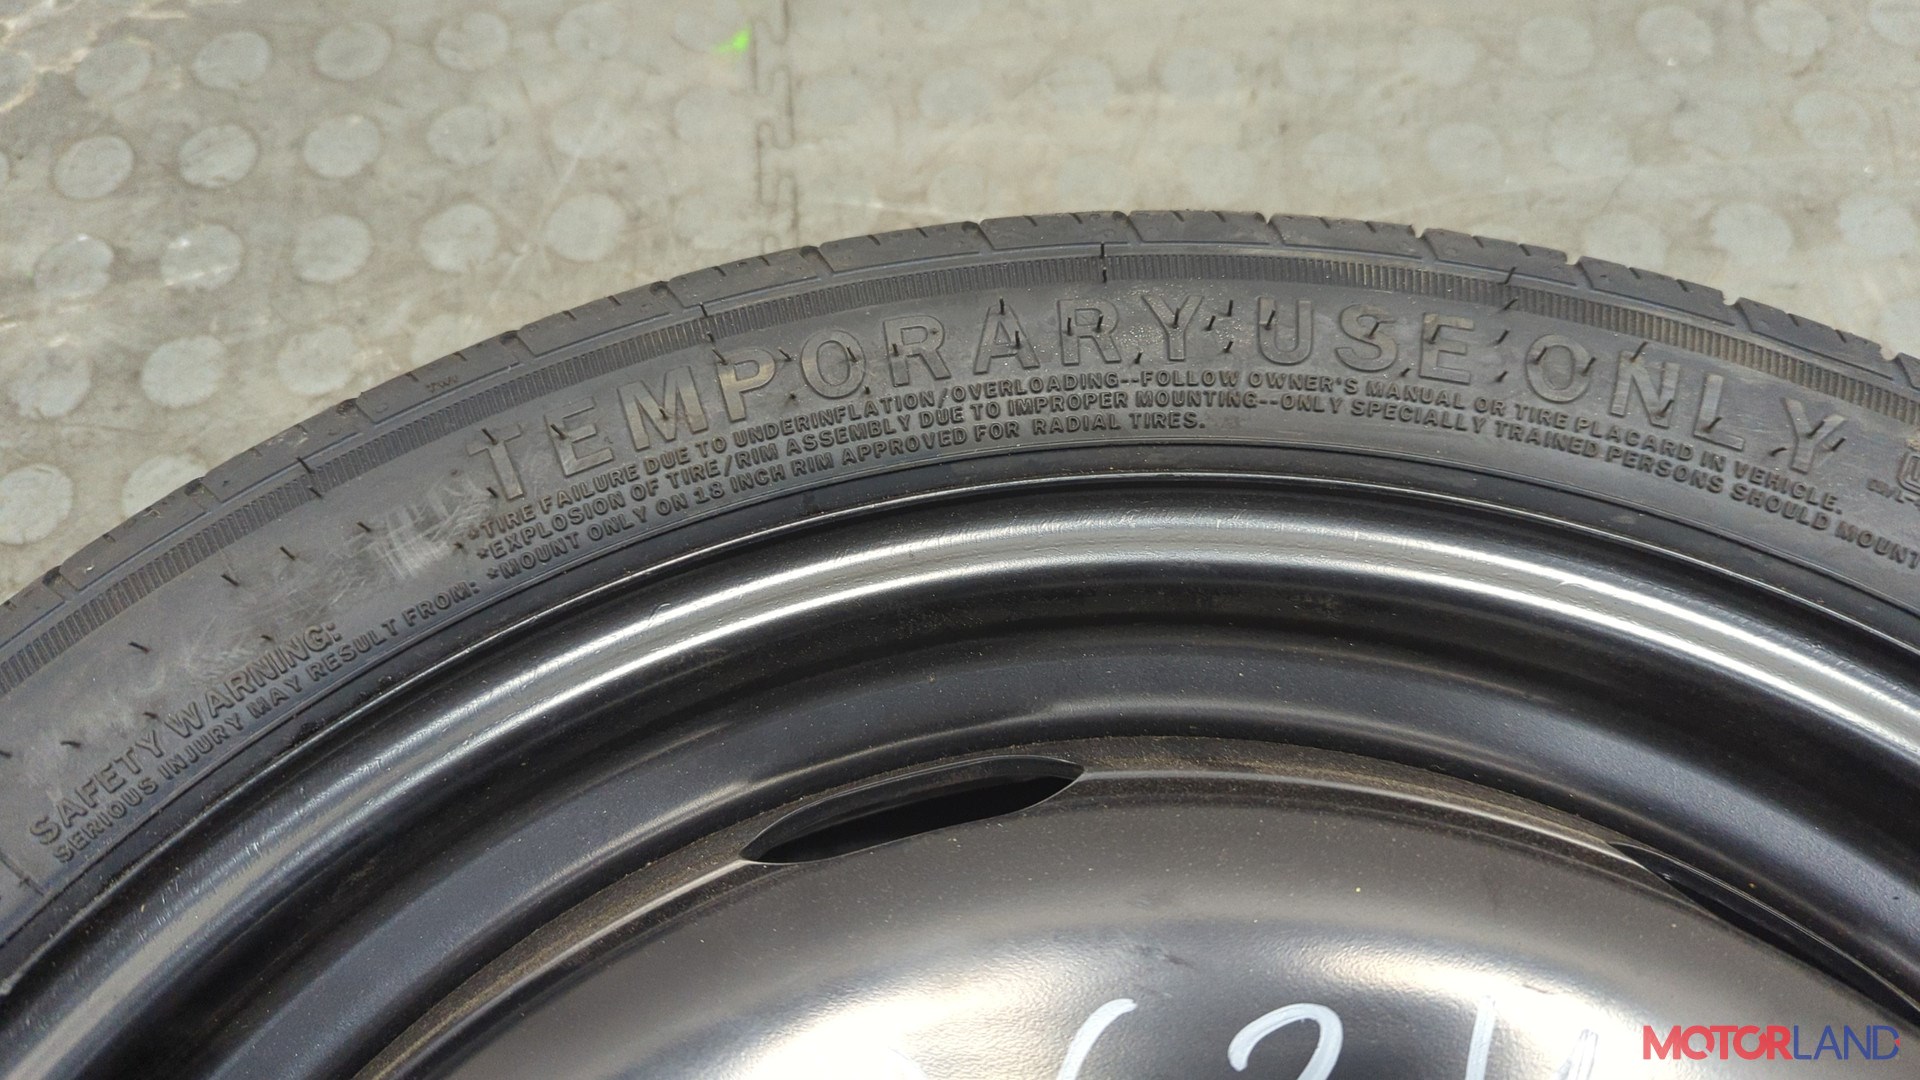 TWI
TEMPORARY USE ONLY
SAFETY WARNING:
SERIOUS INJURY MAY RESULT FROM:
*TIRE FAILURE DUE TO UNDERINFLATION/OVERLOADING--FOLLOW OWNER'S MANUAL OR TIRE PLACARD IN VEHICLE.
*EXPLOSION OF TIRE/RIM ASSEMBLY DUE TO IMPROPER MOUNTING--ONLY SPECIALLY TRAINED PERSONS SHOULD MOUNT
*MOUNT ONLY ON 18 INCH RIM APPROVED FOR RADIAL TIRES.
MOTORLAND